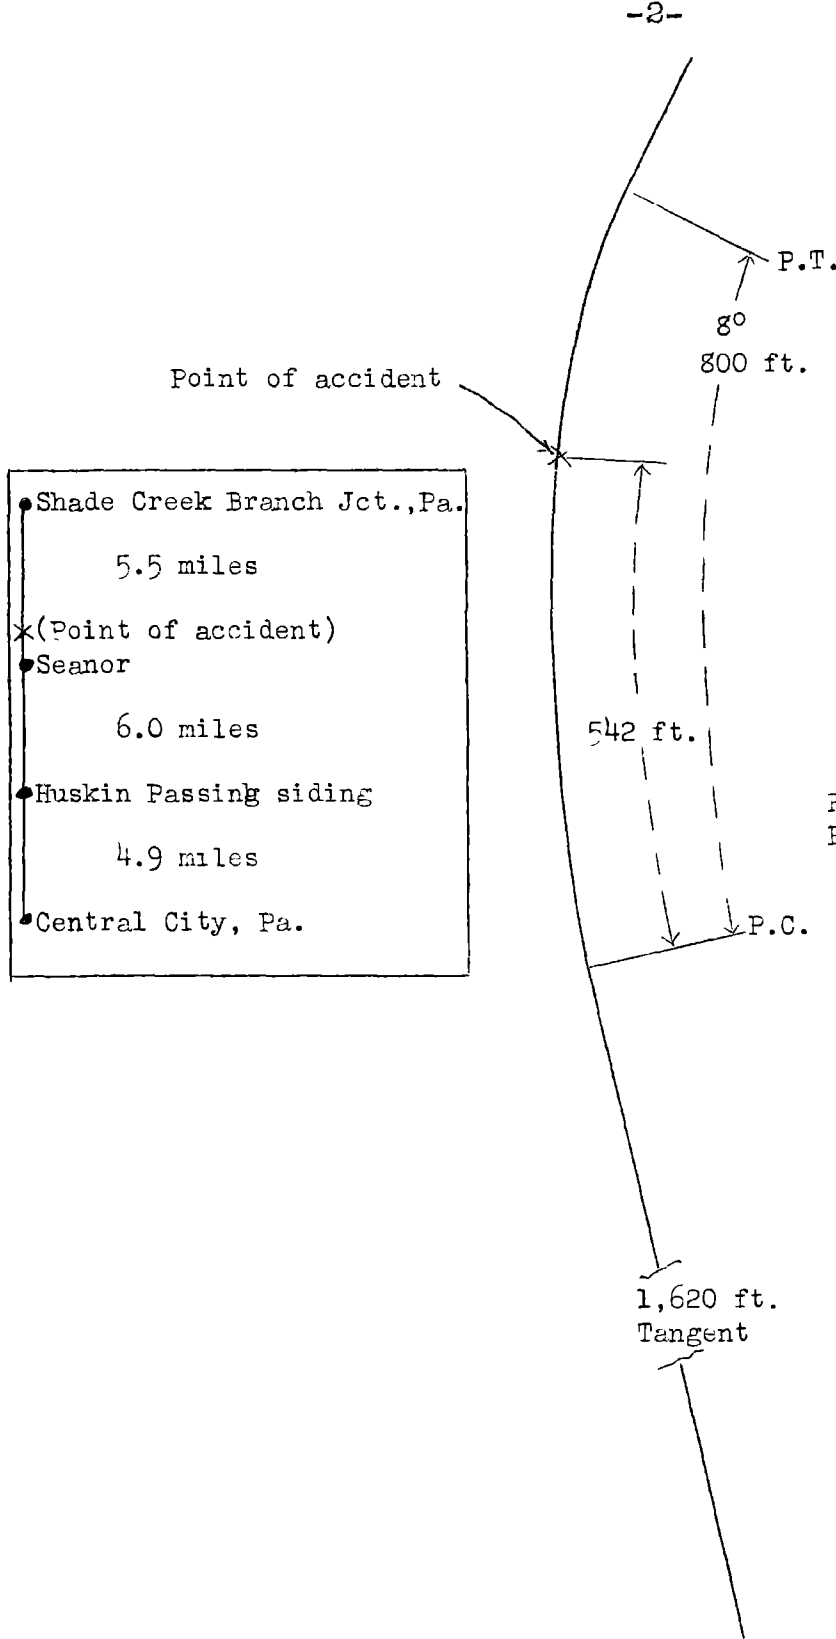 -2-
P.T.
8°
800 ft.
Point of accident
Shade Creek Branch Jct.,Pa.
5.5 miles
(Point of accident)
Seanor
6.0 miles
542 ft.
Huskin Passing siding
4.9 miles
Central City, Pa.
P.C.
1,620 ft.
Tangent